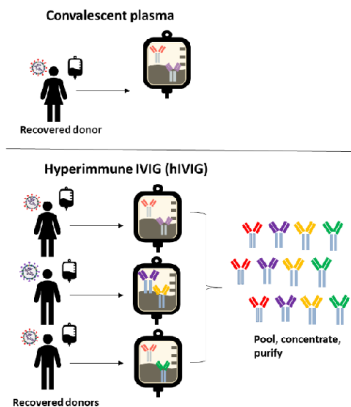 Convalescent plasma
Recovered donor
Hyperimmune IVIG (hIVIG)
Pool, concentrate,
purify
Recovered donors